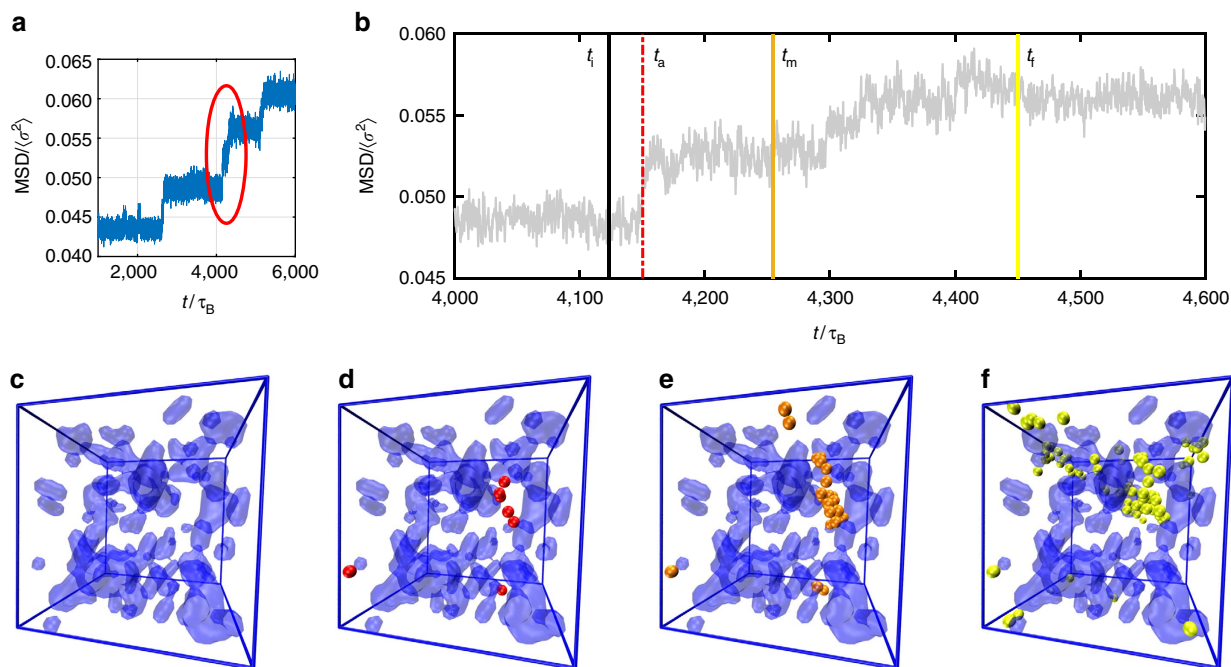 a
0.065
0.060
0.055
0.050
0.045
0.040
MSD/⟨σ²⟩
2,000 4,000 6,000
t/τB
b
0.060
0.055
0.050
0.045
MSD/⟨σ²⟩
ti ta tm tf
4,000 4,100 4,200 4,300 4,400 4,500 4,600
t/τB
c d e f